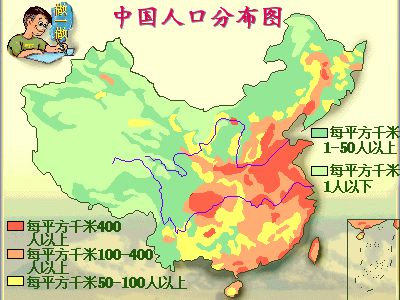 做一做
中国人口分布图
每平方千米
1-50人以上
每平方千米
1人以下
每平方千米400
人以上
每平方千米100-400
人以上
每平方千米50-100人以上